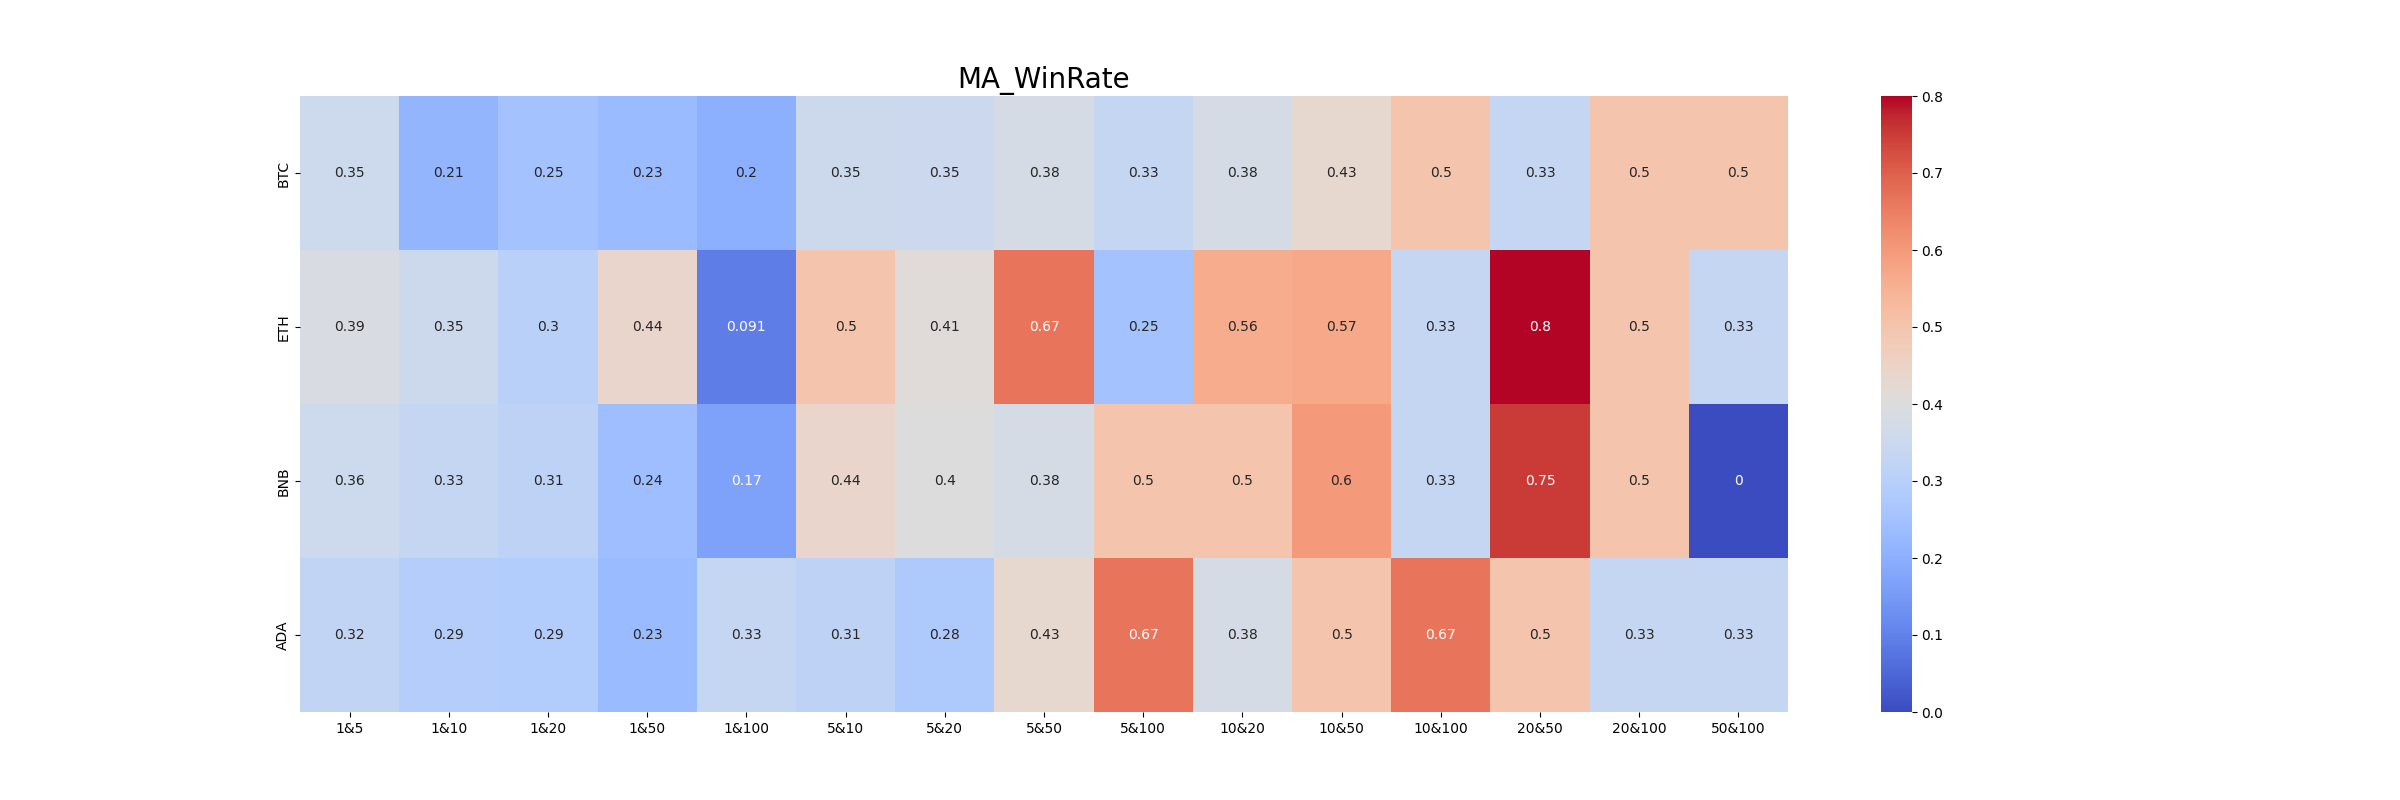 MA_WinRate
BTC 0.35 0.21 0.25 0.23 0.2 0.35 0.35 0.38 0.33 0.38 0.43 0.5 0.33 0.5 0.5
ETH 0.39 0.35 0.3 0.44 0.091 0.5 0.41 0.67 0.25 0.56 0.57 0.33 0.8 0.5 0.33
BNB 0.36 0.33 0.31 0.24 0.17 0.44 0.4 0.38 0.5 0.5 0.6 0.33 0.75 0.5 0
ADA 0.32 0.29 0.29 0.23 0.33 0.31 0.28 0.43 0.67 0.38 0.5 0.67 0.5 0.33 0.33
1&5 1&10 1&20 1&50 1&100 5&10 5&20 5&50 5&100 10&20 10&50 10&100 20&50 20&100 50&100
0.8
0.7
0.6
0.5
0.4
0.3
0.2
0.1
0.0